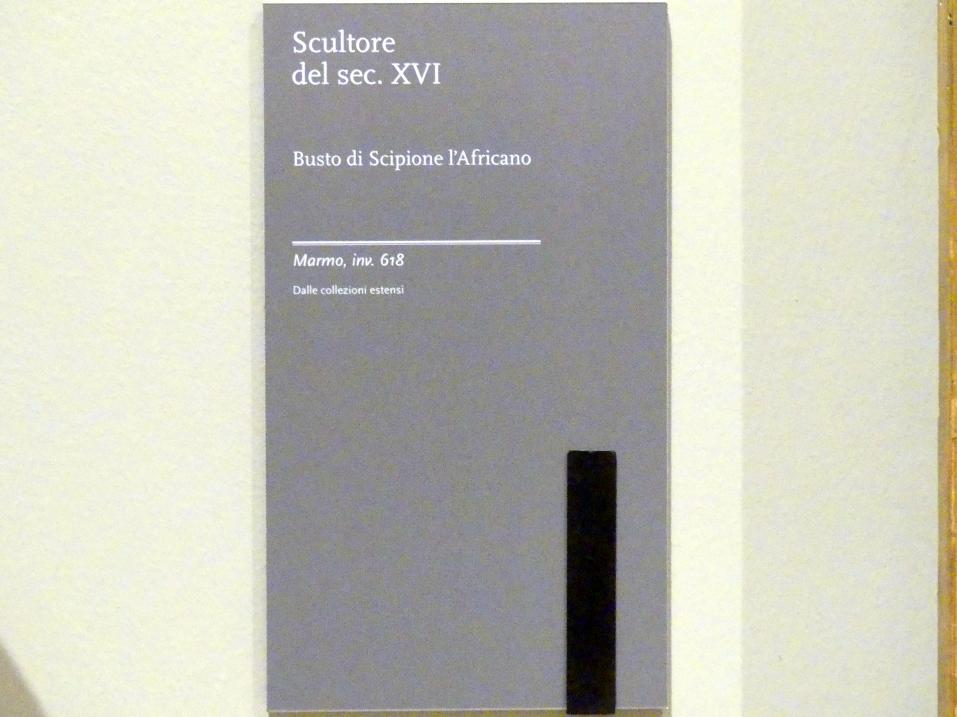 Scultore
del sec. XVI
Busto di Scipione l'Africano
Marmo, inv. 618
Dalle collezioni estensi